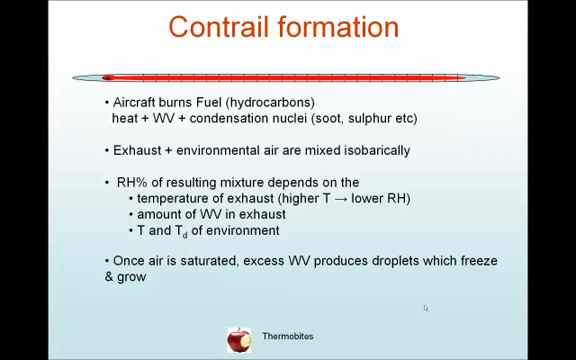 Contrail formation
• Aircraft burns Fuel (hydrocarbons)
heat + WV + condensation nuclei (soot, sulphur etc)
• Exhaust + environmental air are mixed isobarically
• RH% of resulting mixture depends on the
• temperature of exhaust (higher T → lower RH)
• amount of WV in exhaust
• T and Td of environment
• Once air is saturated, excess WV produces droplets which freeze
& grow
Thermobites